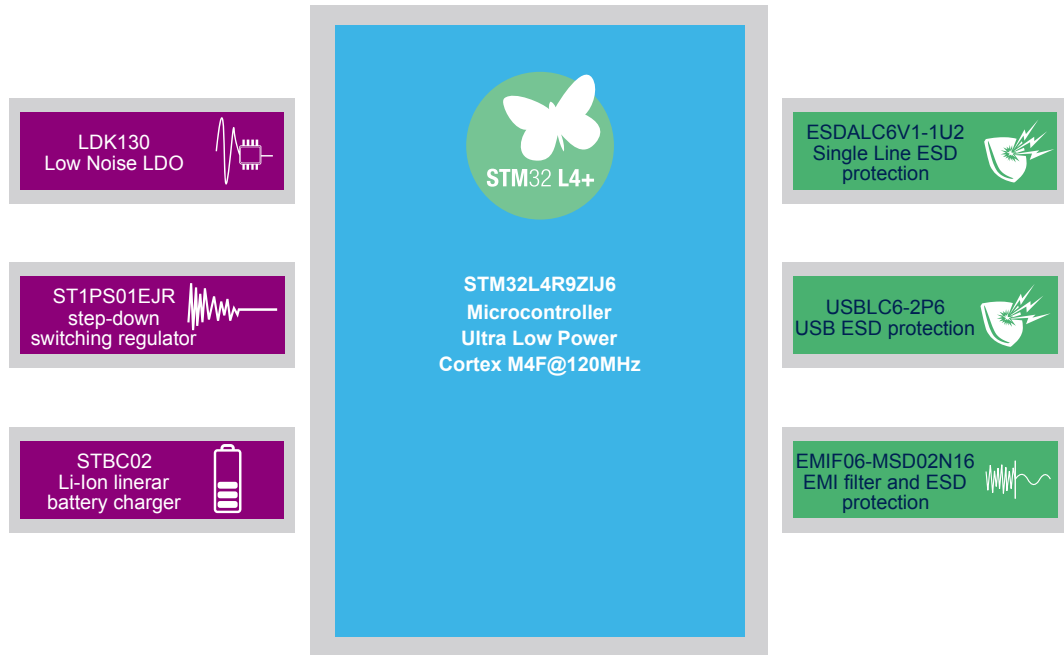 LDK130
Low Noise LDO
ST1PS01EJR
step-down
switching regulator
STBC02
Li-Ion linerar
battery charger
STM32 L4+
STM32L4R9ZIJ6
Microcontroller
Ultra Low Power
Cortex M4F@120MHz
ESDALC6V1-1U2
Single Line ESD
protection
USBLC6-2P6
USB ESD protection
EMIF06-MSD02N16
EMI filter and ESD
protection